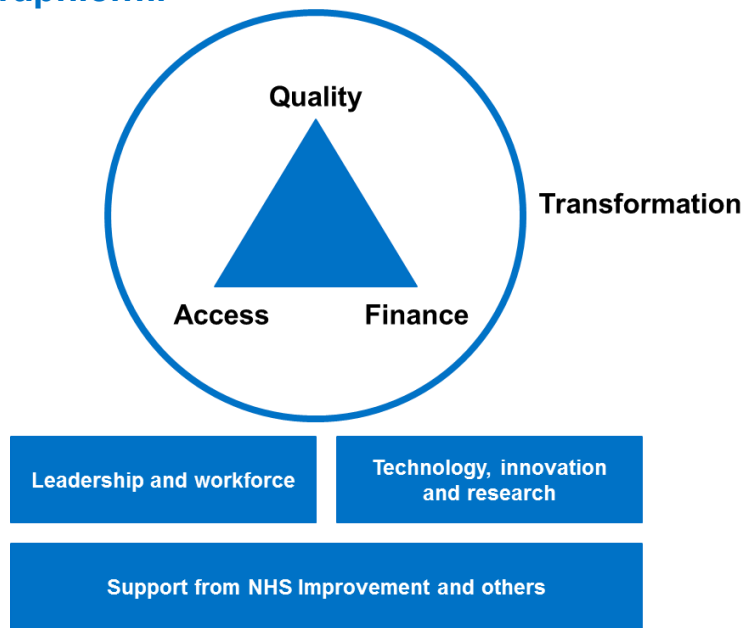 Quality
Transformation
Access
Finance
Leadership and workforce
Technology, innovation
and research
Support from NHS Improvement and others